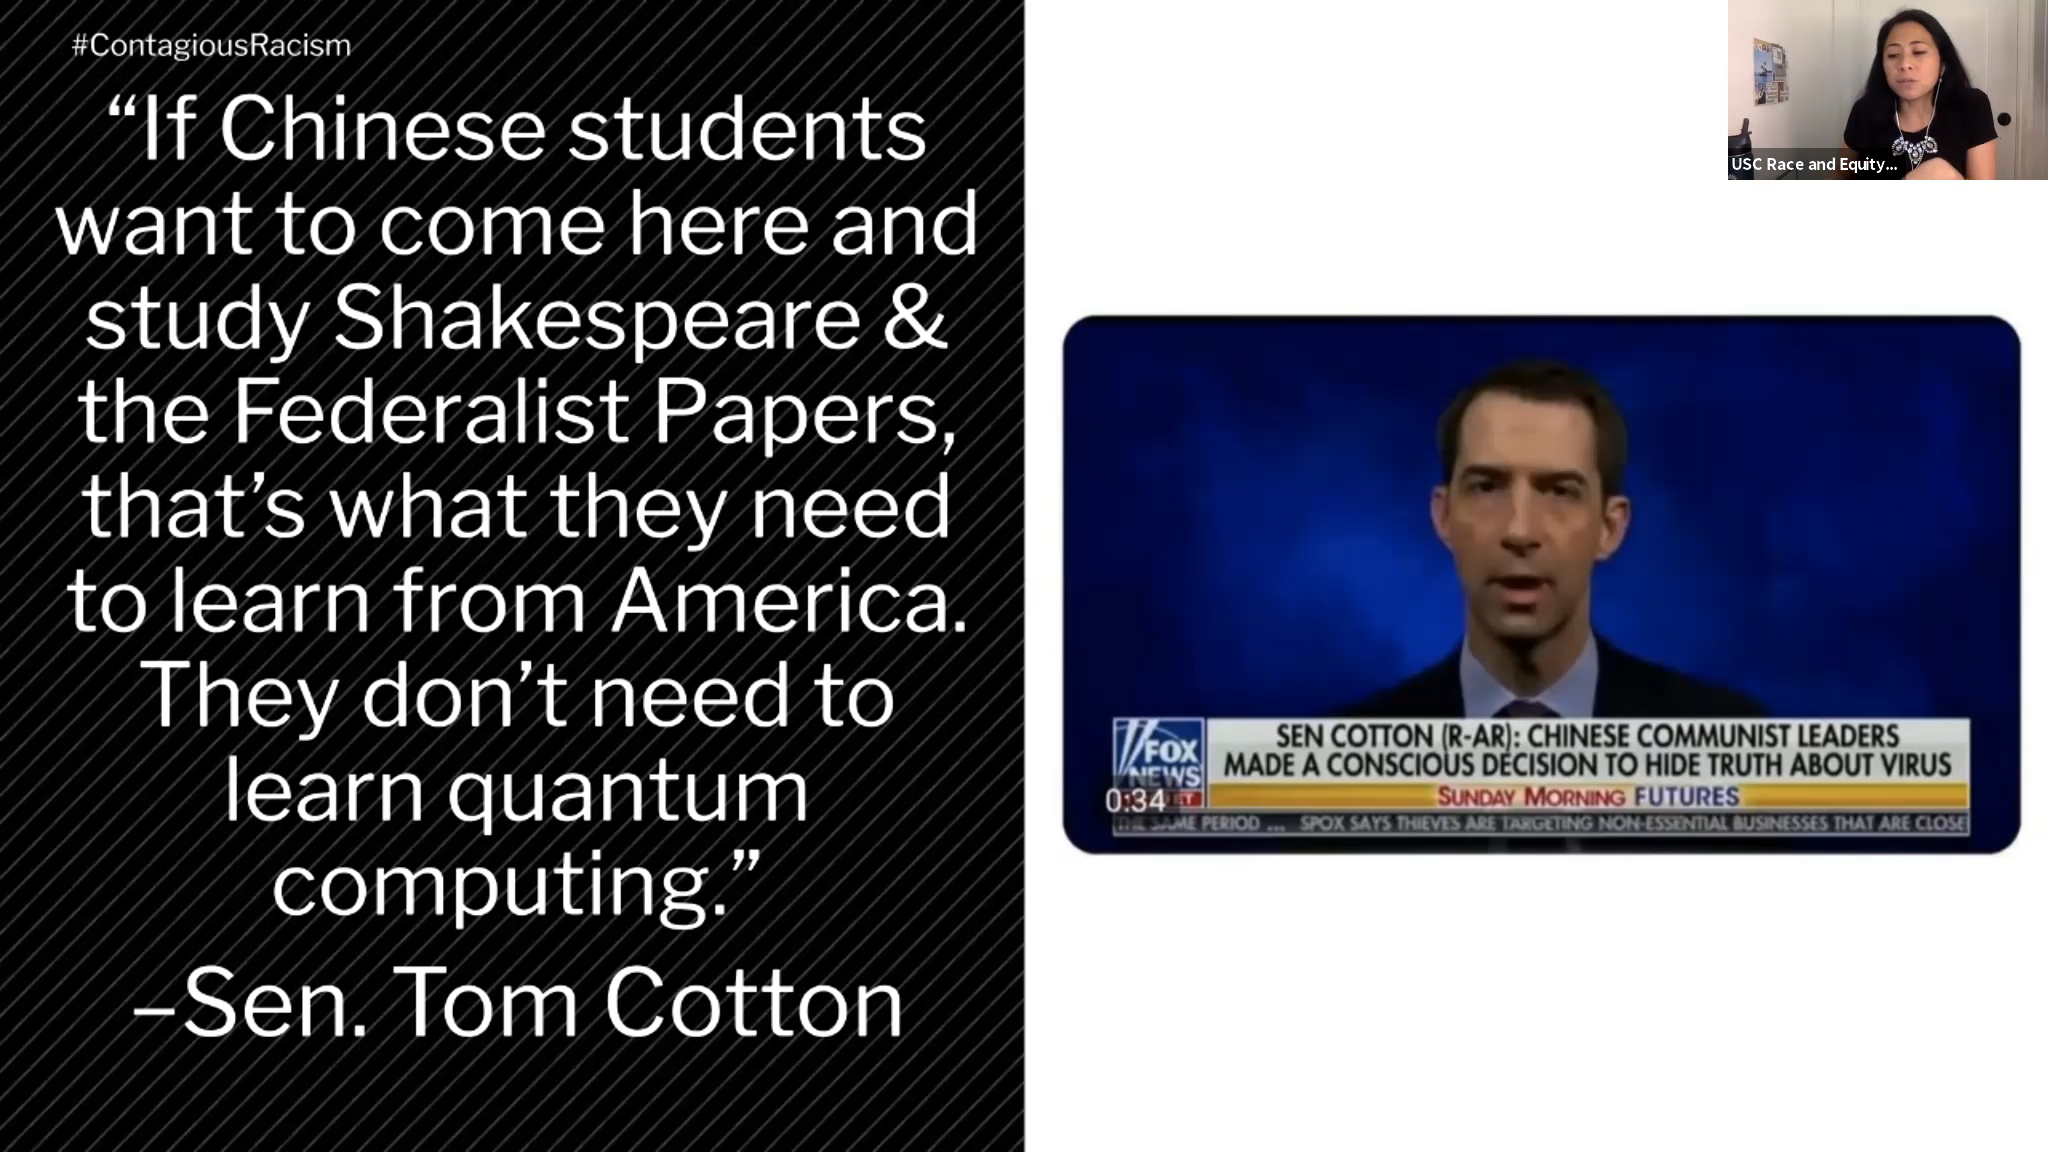 #ContagiousRacism
“If Chinese students
want to come here and
study Shakespeare &
the Federalist Papers,
that’s what they need
to learn from America.
They don’t need to
learn quantum
computing.”
–Sen. Tom Cotton
USC Race and Equity...
FOX
NEWS
SEN COTTON (R-AR): CHINESE COMMUNIST LEADERS
MADE A CONSCIOUS DECISION TO HIDE TRUTH ABOUT VIRUS
0:34
SUNDAY MORNING FUTURES
THE SAME PERIOD ... SPOX SAYS THIEVES ARE TARGETING NON-ESSENTIAL BUSINESSES THAT ARE CLOSE